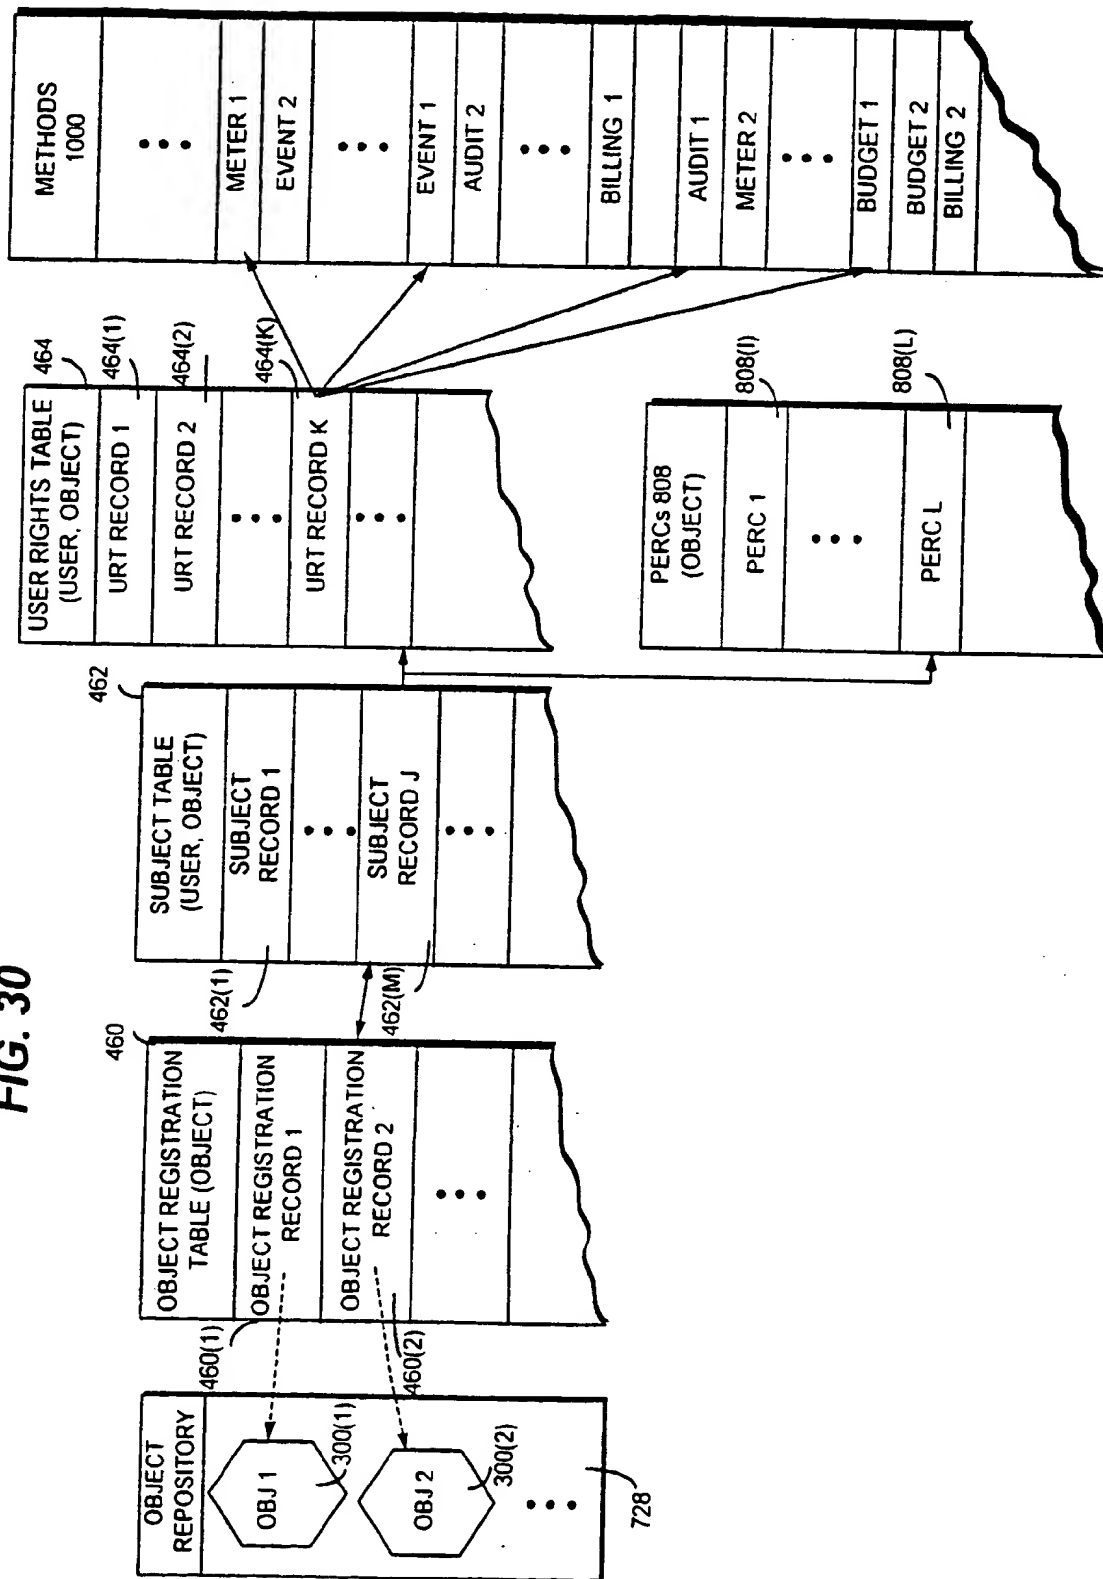 FIG. 30
OBJECT
REPOSITORY
OBJ 1
300(1)
OBJ 2
300(2)
• • •
728
460
OBJECT REGISTRATION
TABLE (OBJECT)
460(1)
OBJECT REGISTRATION
RECORD 1
OBJECT REGISTRATION
RECORD 2
460(2)
• • •
462
SUBJECT TABLE
(USER, OBJECT)
462(1)
SUBJECT
RECORD 1
• • •
SUBJECT
RECORD J
462(M)
• • •
USER RIGHTS TABLE
(USER, OBJECT)
464
URT RECORD 1
464(1)
URT RECORD 2
464(2)
• • •
URT RECORD K
464(K)
• • •
PERCs 808
(OBJECT)
PERC 1
808(I)
• • •
PERC L
808(L)
METHODS
1000
• • •
METER 1
EVENT 2
• • •
EVENT 1
AUDIT 2
• • •
BILLING 1
AUDIT 1
METER 2
• • •
BUDGET 1
BUDGET 2
BILLING 2